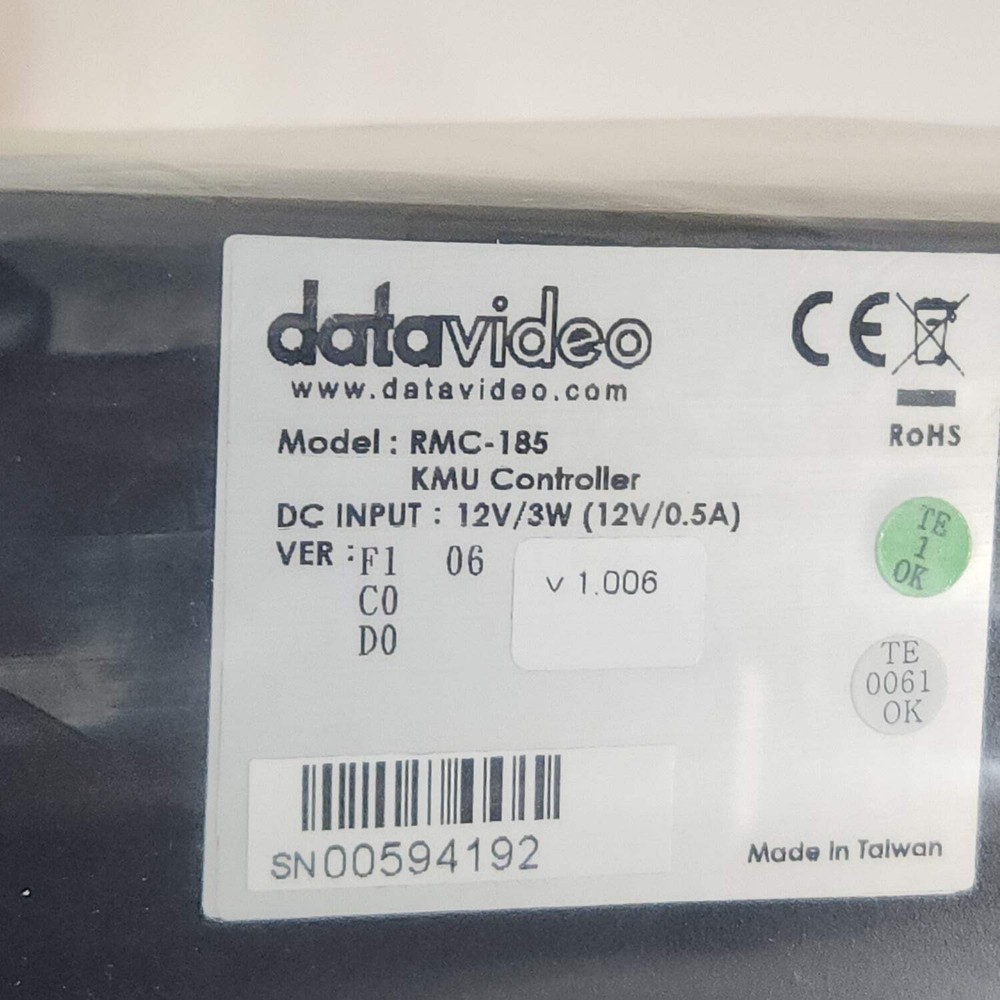 datavideo
www.datavideo.com
CE
RoHS
Model : RMC-185
KMU Controller
DC INPUT : 12V/3W (12V/0.5A)
VER : F1 06
C0
D0
v 1.006
TE
1
OK
TE
0061
OK
SN00594192
Made in Taiwan